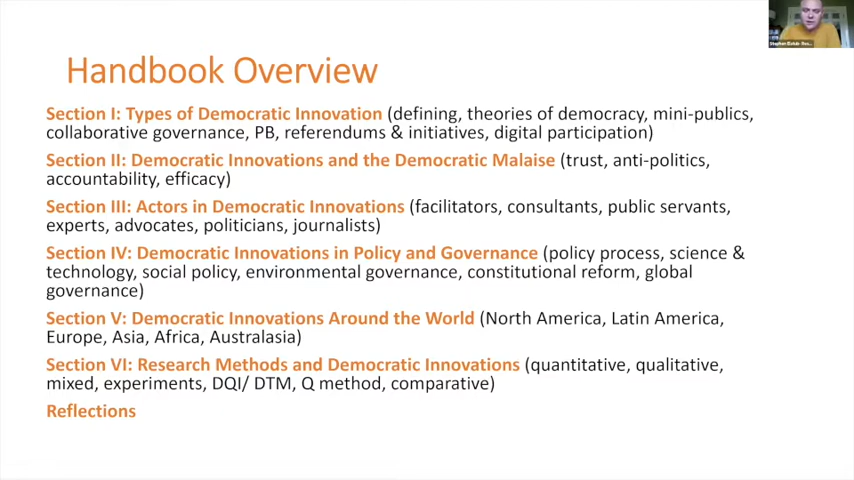 Handbook Overview
Section I: Types of Democratic Innovation (defining, theories of democracy, mini-publics,
collaborative governance, PB, referendums & initiatives, digital participation)
Section II: Democratic Innovations and the Democratic Malaise (trust, anti-politics,
accountability, efficacy)
Section III: Actors in Democratic Innovations (facilitators, consultants, public servants,
experts, advocates, politicians, journalists)
Section IV: Democratic Innovations in Policy and Governance (policy process, science &
technology, social policy, environmental governance, constitutional reform, global
governance)
Section V: Democratic Innovations Around the World (North America, Latin America,
Europe, Asia, Africa, Australasia)
Section VI: Research Methods and Democratic Innovations (quantitative, qualitative,
mixed, experiments, DQI/ DTM, Q method, comparative)
Reflections
Stephen